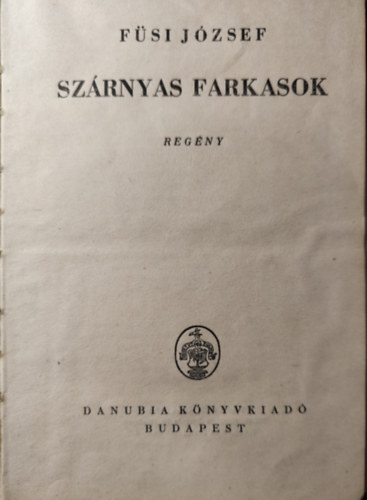 FÜSI JÓZSEF
SZÁRNYAS FARKASOK
REGÉNY
DANUBIA KÖNYVKIADÓ
BUDAPEST